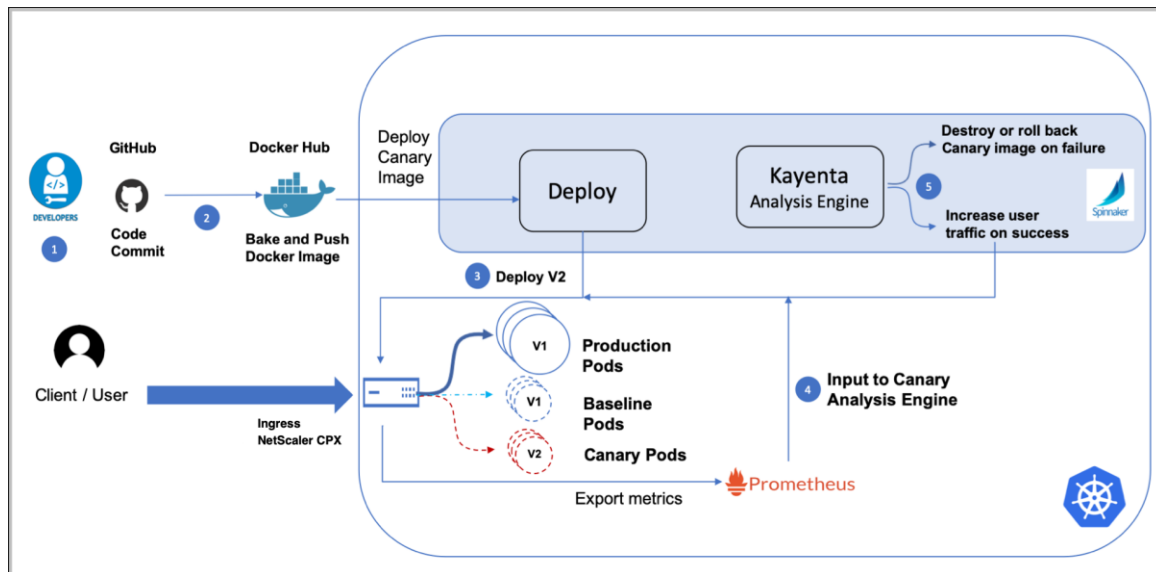 Deploy
Canary
Image
Destroy or roll back
Canary image on failure
GitHub
Docker Hub
Deploy
Kayenta
Analysis Engine
5
Spinnaker
</>
DEVELOPERS
2
Increase user
traffic on success
1
Code
Commit
Bake and Push
Docker Image
3 Deploy V2
V1
Production
Pods
Client / User
Ingress
NetScaler CPX
V1
Baseline
Pods
4
Input to Canary
Analysis Engine
V2
Canary Pods
Prometheus
Export metrics